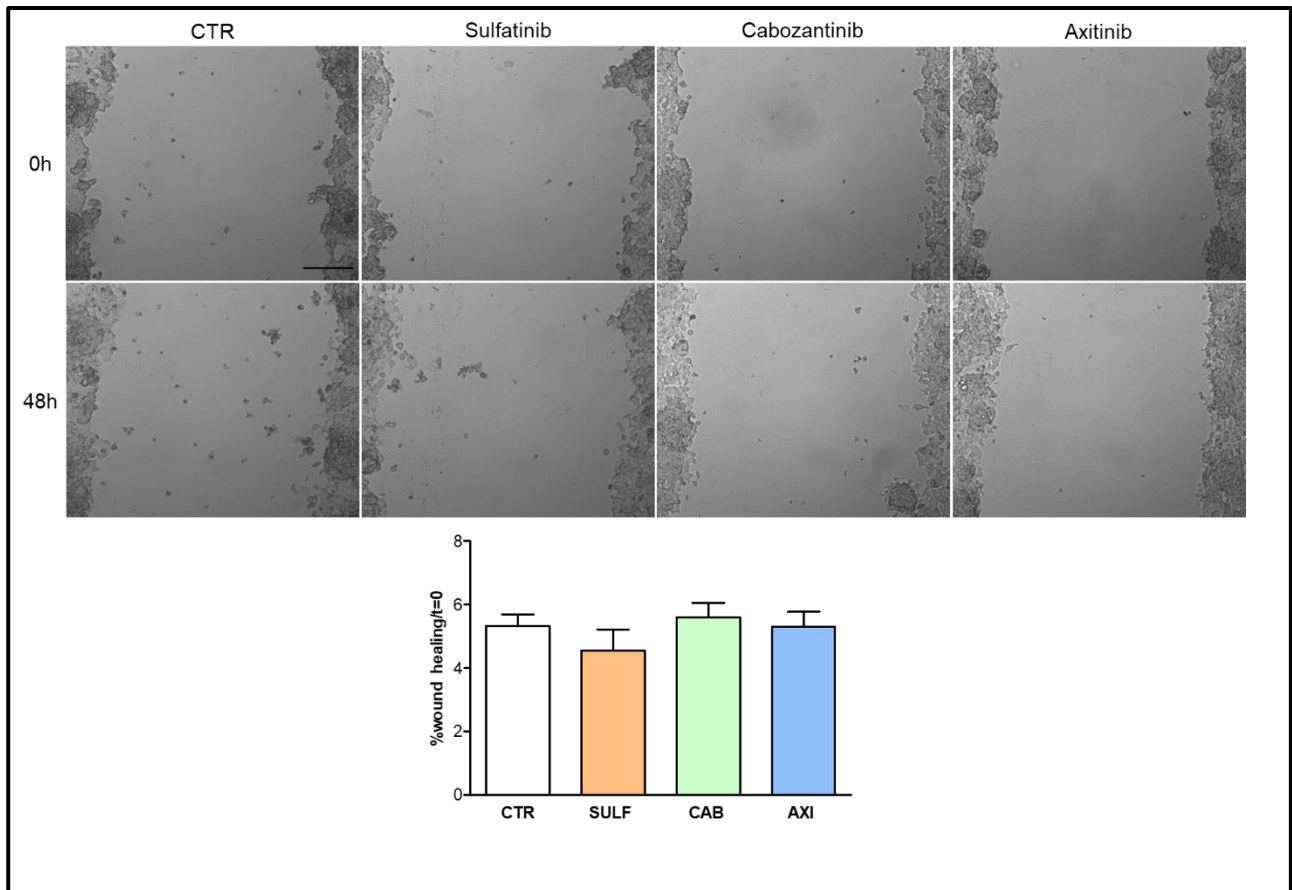 CTR Sulfatinib Cabozantinib Axitinib
0h
48h
%wound healing/t=0
8
6
4
2
0
CTR SULF CAB AXI